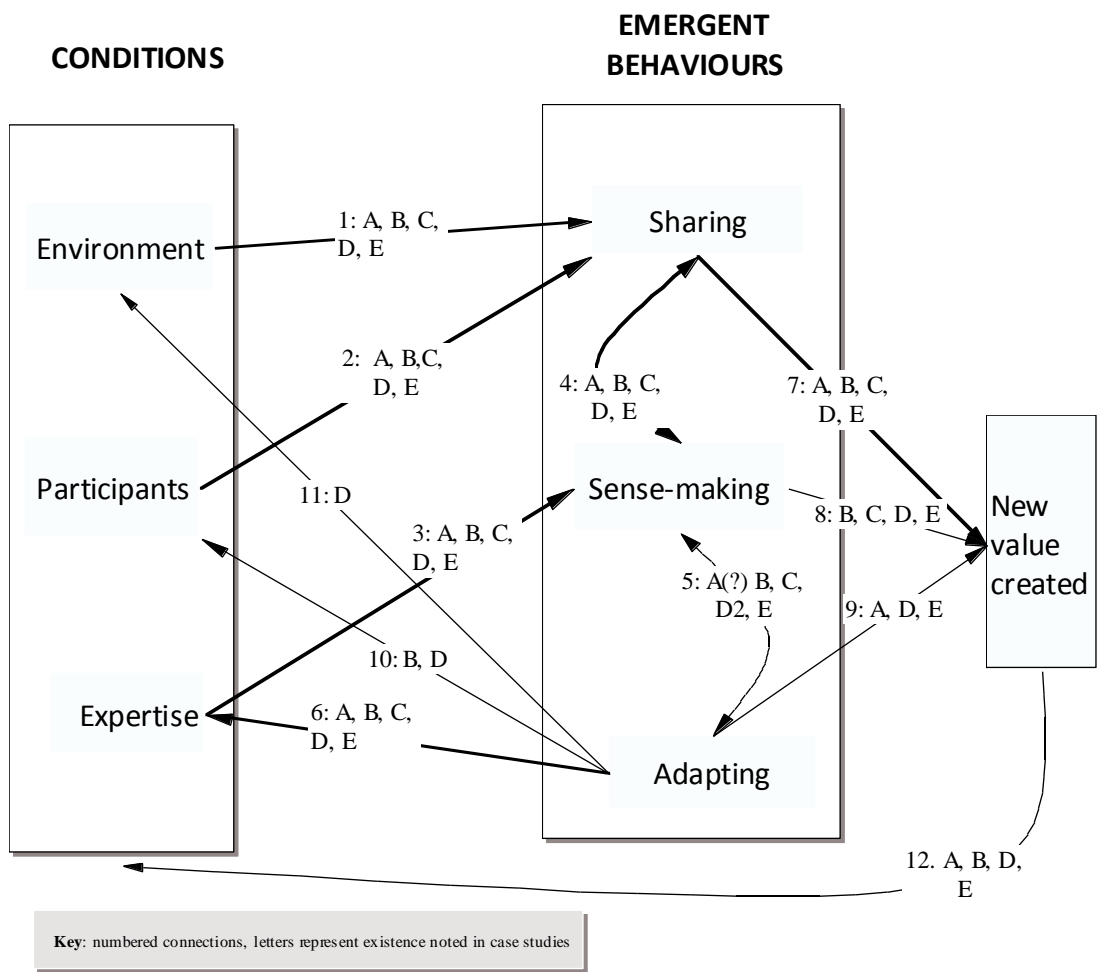 CONDITIONS
EMERGENT
BEHAVIOURS
Environment
1: A, B, C,
D, E
Sharing
2: A, B,C,
D, E
4: A, B, C,
D, E
7: A, B, C,
D, E
Participants
11: D
Sense-making
3: A, B, C,
D, E
8: B, C, D, E
New
value
created
5: A(?) B, C,
D2, E
9: A, D, E
10: B, D
Expertise
6: A, B, C,
D, E
Adapting
12. A, B, D,
E
Key: numbered connections, letters represent existence noted in case studies